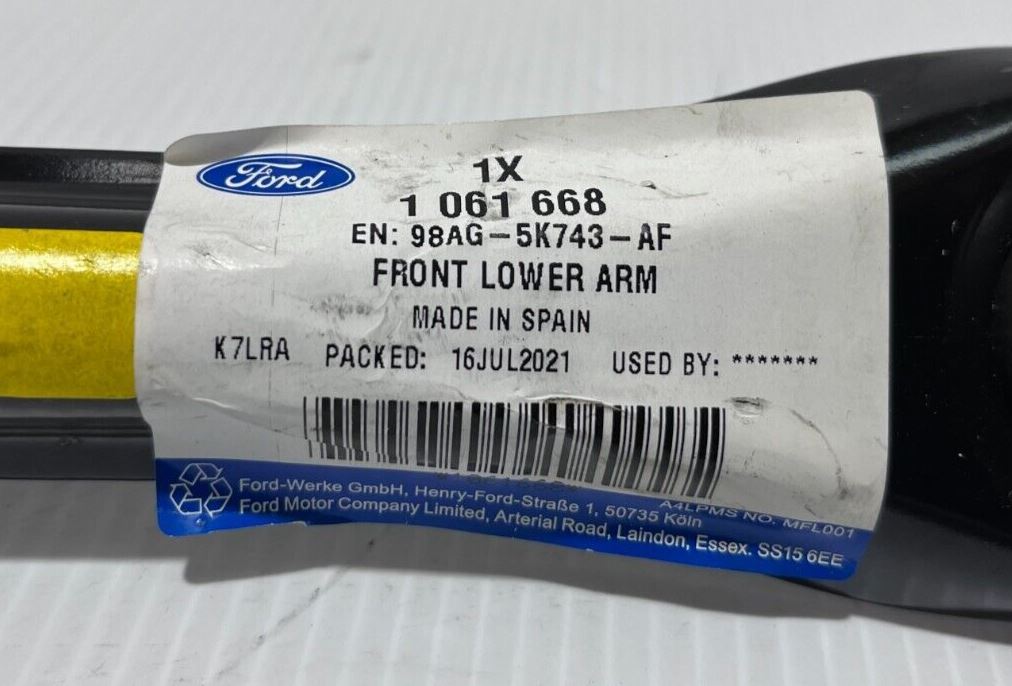 Ford
1X
1 061 668
EN: 98AG-5K743-AF
FRONT LOWER ARM
MADE IN SPAIN
K7LRA PACKED: 16JUL2021 USED BY: *******
Ford-Werke GmbH, Henry-Ford-Straße 1, 50735 Köln A4LPMS NO. MFL001
Ford Motor Company Limited, Arterial Road, Laindon, Essex. SS15 6EE